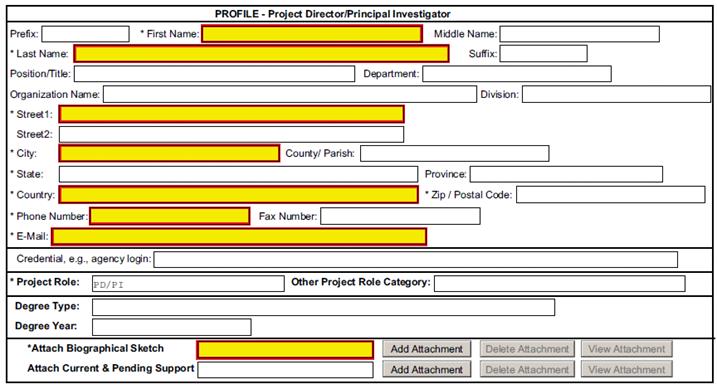 PROFILE - Project Director/Principal Investigator
Prefix: * First Name: Middle Name:
* Last Name: Suffix:
Position/Title: Department:
Organization Name: Division:
* Street1:
Street2:
* City: County/ Parish:
* State: Province:
* Country: * Zip / Postal Code:
* Phone Number: Fax Number:
* E-Mail:
Credential, e.g., agency login:
* Project Role: PD/PI Other Project Role Category:
Degree Type:
Degree Year:
*Attach Biographical Sketch Add Attachment Delete Attachment View Attachment
Attach Current & Pending Support Add Attachment Delete Attachment View Attachment